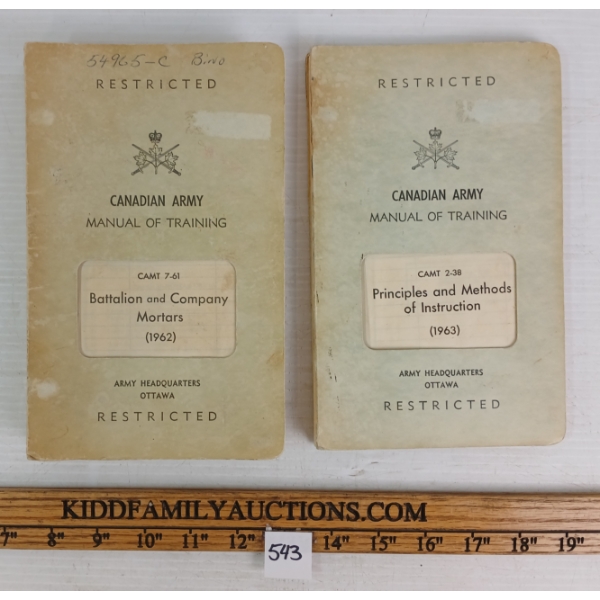 54965-C
RESTRICTED
CANADIAN ARMY
MANUAL OF TRAINING
CAMT 7-61
Battalion and Company
Mortars
(1962)
ARMY HEADQUARTERS
OTTAWA
RESTRICTED
RESTRICTED
CANADIAN ARMY
MANUAL OF TRAINING
CAMT 2-38
Principles and Methods
of Instruction
(1963)
ARMY HEADQUARTERS
OTTAWA
RESTRICTED
KIDDFAMILYAUCTIONS.COM
7" 8" 9" 10" 11" 12" 14" 15" 16" 17" 18" 19"
543